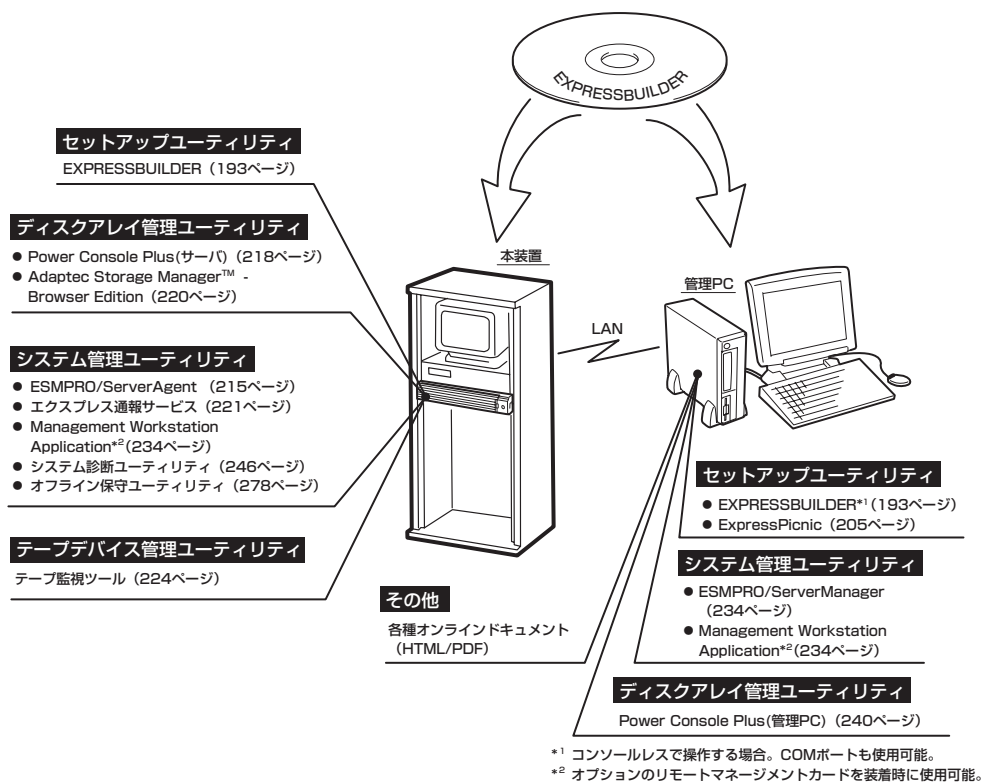 EXPRESSBUILDER
セットアップユーティリティ
EXPRESSBUILDER（193ページ）
ディスクアレイ管理ユーティリティ
● Power Console Plus(サーバ)（218ページ）
● Adaptec Storage Manager™ -
Browser Edition（220ページ）
システム管理ユーティリティ
● ESMPRO/ServerAgent （215ページ）
● エクスプレス通報サービス（221ページ）
● Management Workstation
Application*²（234ページ）
● システム診断ユーティリティ（246ページ）
● オフライン保守ユーティリティ（278ページ）
テープデバイス管理ユーティリティ
テープ監視ツール（224ページ）
本装置
LAN
管理PC
その他
各種オンラインドキュメント
（HTML/PDF）
セットアップユーティリティ
● EXPRESSBUILDER*¹（193ページ）
● ExpressPicnic（205ページ）
システム管理ユーティリティ
● ESMPRO/ServerManager
（234ページ）
● Management Workstation
Application*²（234ページ）
ディスクアレイ管理ユーティリティ
Power Console Plus(管理PC)（240ページ）
*¹ コンソールレスで操作する場合。COMポートも使用可能。
*² オプションのリモートマネージメントカードを装着時に使用可能。